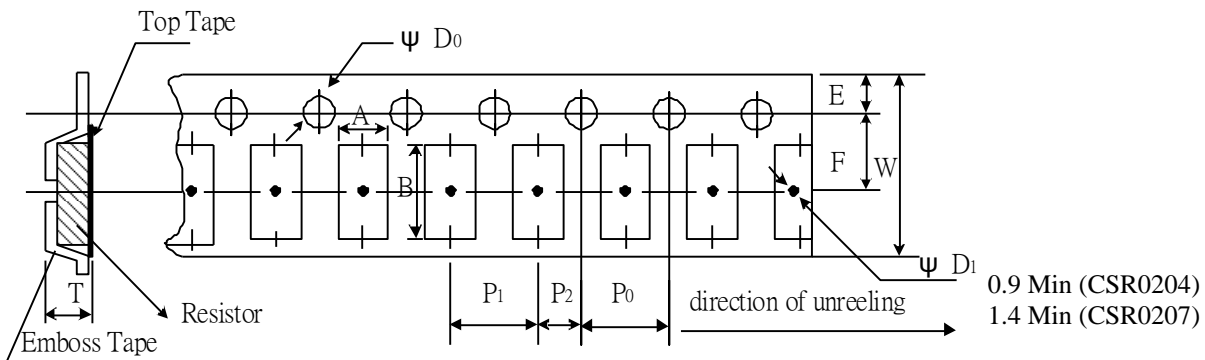 Top Tape
Ψ D0
A
E
B
F
W
T
P1
P2
P0
Ψ D1
0.9 Min (CSR0204)
1.4 Min (CSR0207)
direction of unreeling
Resistor
Emboss Tape